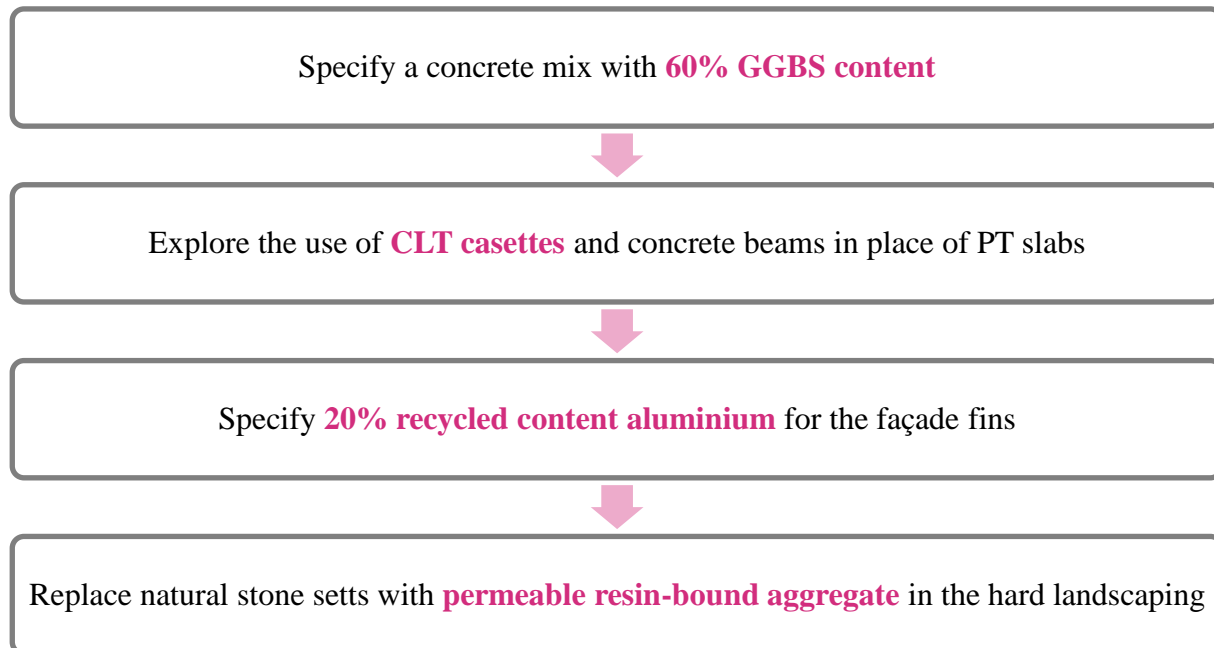 Specify a concrete mix with 60% GGBS content
Explore the use of CLT casettes and concrete beams in place of PT slabs
Specify 20% recycled content aluminium for the façade fins
Replace natural stone setts with permeable resin-bound aggregate in the hard landscaping